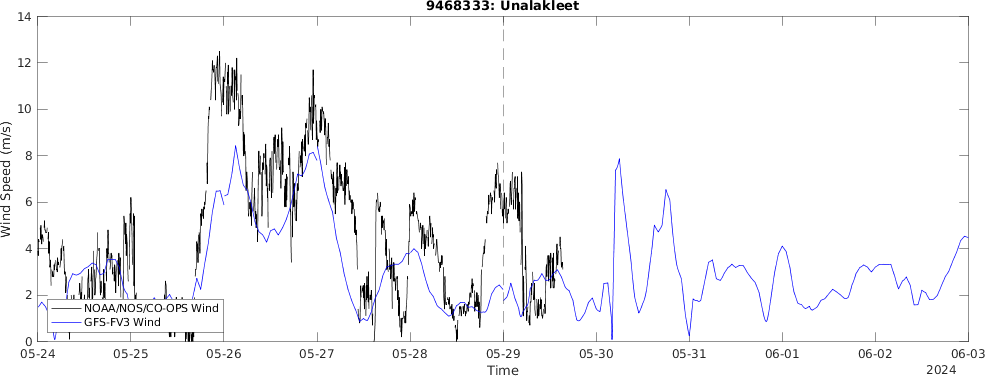 9468333: Unalakleet
14
12
10
8
6
4
2
0
Wind Speed (m/s)
NOAA/NOS/CO-OPS Wind
GFS-FV3 Wind
05-24 05-25 05-26 05-27 05-28 05-29 05-30 05-31 06-01 06-02 06-03
Time
2024